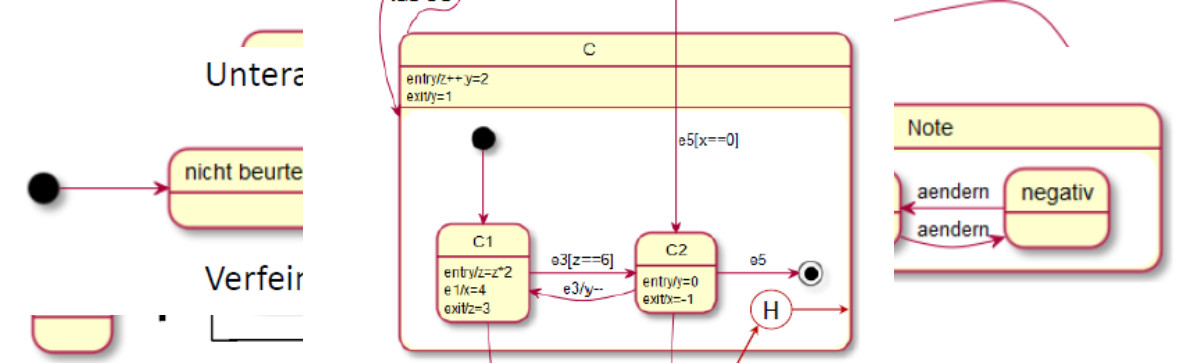 Untera
nicht beurte
Verfeir
C
entry/z++;y=2
exit/y=1
e5[x==0]
C1
entry/z=z*2
e1/x=4
exit/z=3
e3[z==6]
e3/y--
C2
entry/y=0
exit/x=-1
e5
H
Note
aendern
negativ
aendern